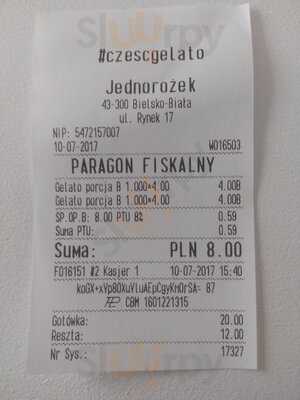 #czescgelato
Jednorożek
43-300 Bielsko-Biała
ul. Rynek 17
NIP: 5472157007
10-07-2017 W016503
PARAGON FISKALNY
Gelato porcja B 1.000*4.00 4.00B
Gelato porcja B 1.000*4.00 4.00B
SP.OP.B: 8.00 PTU 8% 0.59
Suma PTU: 0.59
SUMA: PLN 8.00
F016151 #2 Kasjer 1 10-07-2017 15:40
CBM 1601221315
Gotówka: 20.00
Reszta: 12.00
Nr Sys.: 17327